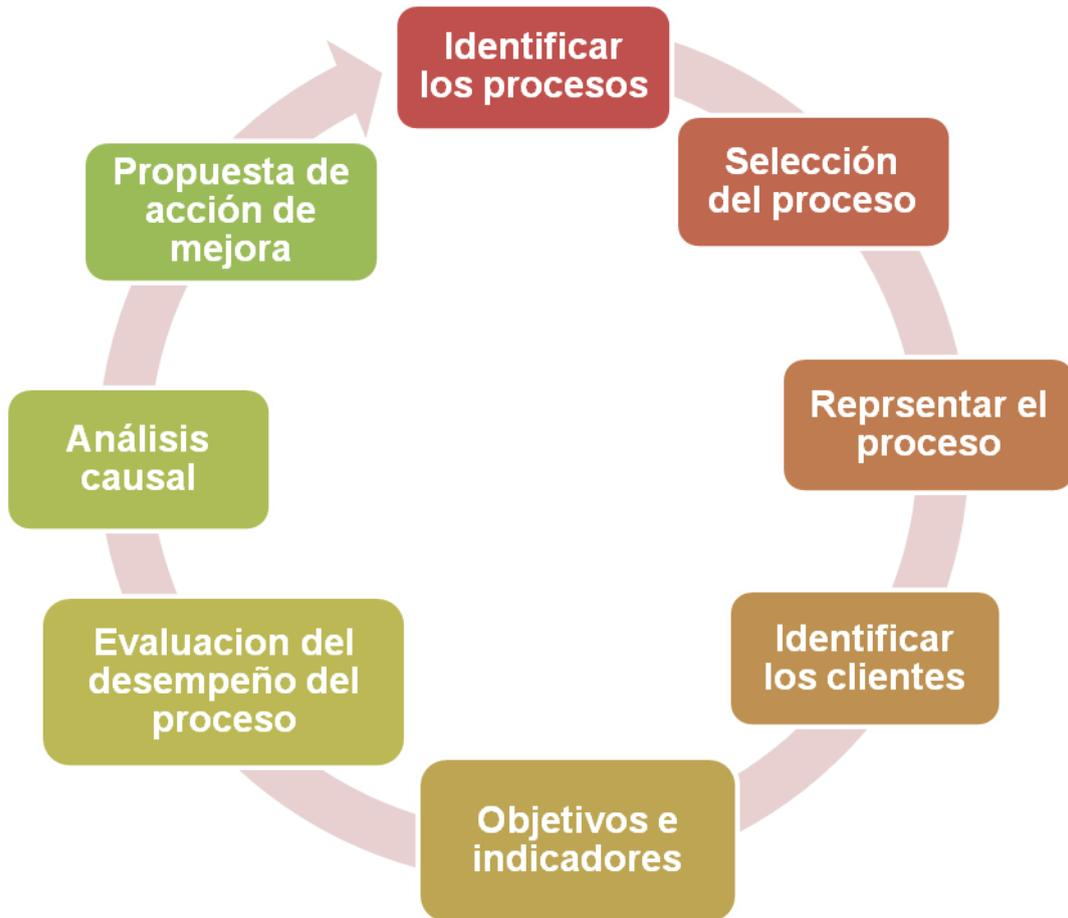 Identificar
los procesos
Selección
del proceso
Reprsentar el
proceso
Identificar
los clientes
Objetivos e
indicadores
Evaluacion del
desempeño del
proceso
Análisis
causal
Propuesta de
acción de
mejora